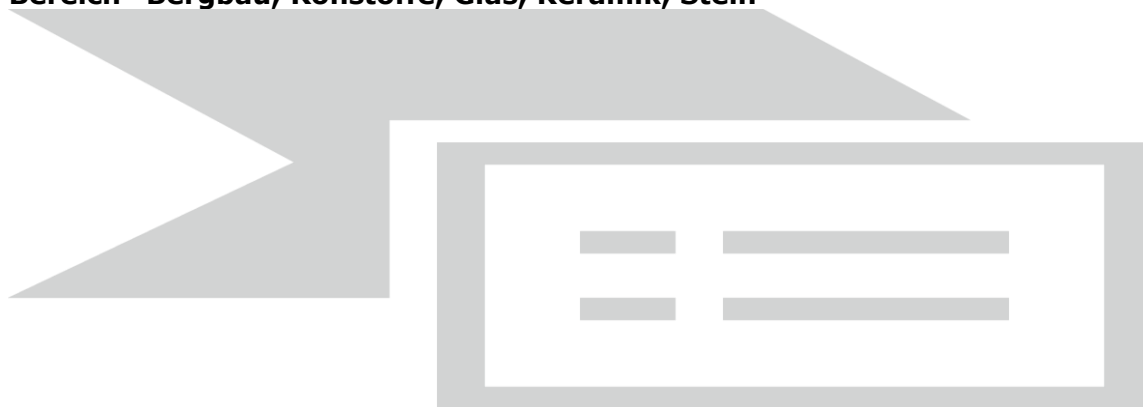 Bereich "Bergbau, Rohstoffe, Glas, Keramik, Stein"